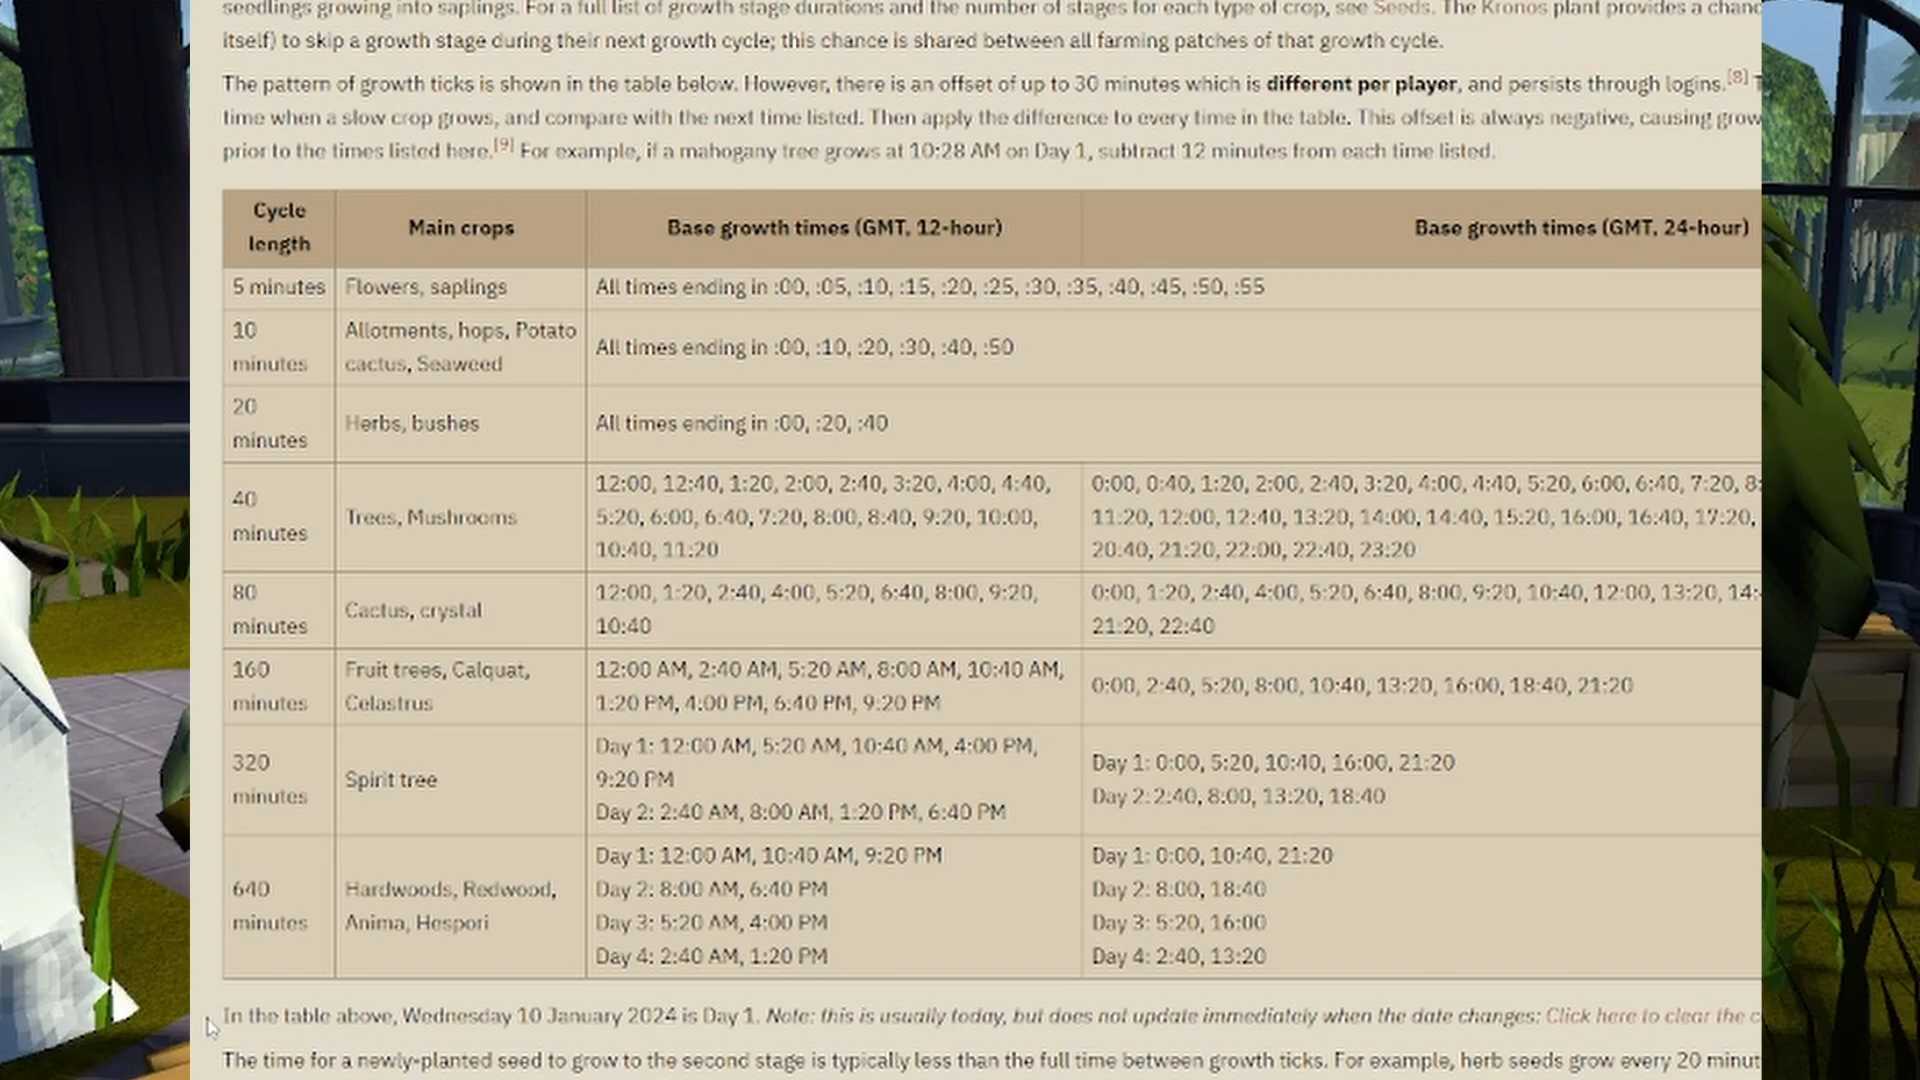 seedlings growing into saplings. For a full list of growth stage durations and the number of stages for each type of crop, see Seeds. The Kronos plant provides a chanc
itself) to skip a growth stage during their next growth cycle; this chance is shared between all farming patches of that growth cycle.
The pattern of growth ticks is shown in the table below. However, there is an offset of up to 30 minutes which is different per player, and persists through logins.[8]
time when a slow crop grows, and compare with the next time listed. Then apply the difference to every time in the table. This offset is always negative, causing grow
prior to the times listed here.[9] For example, if a mahogany tree grows at 10:28 AM on Day 1, subtract 12 minutes from each time listed.
Cycle
length
Main crops
Base growth times (GMT, 12-hour)
Base growth times (GMT, 24-hour)
5 minutes
Flowers, saplings
All times ending in :00, :05, :10, :15, :20, :25, :30, :35, :40, :45, :50, :55
10
minutes
Allotments, hops, Potato
cactus, Seaweed
All times ending in :00, :10, :20, :30, :40, :50
20
minutes
Herbs, bushes
All times ending in :00, :20, :40
40
minutes
Trees, Mushrooms
12:00, 12:40, 1:20, 2:00, 2:40, 3:20, 4:00, 4:40,
5:20, 6:00, 6:40, 7:20, 8:00, 8:40, 9:20, 10:00,
10:40, 11:20
0:00, 0:40, 1:20, 2:00, 2:40, 3:20, 4:00, 4:40, 5:20, 6:00, 6:40, 7:20, 8:
11:20, 12:00, 12:40, 13:20, 14:00, 14:40, 15:20, 16:00, 16:40, 17:20,
20:40, 21:20, 22:00, 22:40, 23:20
80
minutes
Cactus, crystal
12:00, 1:20, 2:40, 4:00, 5:20, 6:40, 8:00, 9:20,
10:40
0:00, 1:20, 2:40, 4:00, 5:20, 6:40, 8:00, 9:20, 10:40, 12:00, 13:20, 14:
21:20, 22:40
160
minutes
Fruit trees, Calquat,
Celastrus
12:00 AM, 2:40 AM, 5:20 AM, 8:00 AM, 10:40 AM,
1:20 PM, 4:00 PM, 6:40 PM, 9:20 PM
0:00, 2:40, 5:20, 8:00, 10:40, 13:20, 16:00, 18:40, 21:20
320
minutes
Spirit tree
Day 1: 12:00 AM, 5:20 AM, 10:40 AM, 4:00 PM,
9:20 PM
Day 2: 2:40 AM, 8:00 AM, 1:20 PM, 6:40 PM
Day 1: 0:00, 5:20, 10:40, 16:00, 21:20
Day 2: 2:40, 8:00, 13:20, 18:40
640
minutes
Hardwoods, Redwood,
Anima, Hespori
Day 1: 12:00 AM, 10:40 AM, 9:20 PM
Day 2: 8:00 AM, 6:40 PM
Day 3: 5:20 AM, 4:00 PM
Day 4: 2:40 AM, 1:20 PM
Day 1: 0:00, 10:40, 21:20
Day 2: 8:00, 18:40
Day 3: 5:20, 16:00
Day 4: 2:40, 13:20
In the table above, Wednesday 10 January 2024 is Day 1. Note: this is usually today, but does not update immediately when the date changes: Click here to clear the c
The time for a newly-planted seed to grow to the second stage is typically less than the full time between growth ticks. For example, herb seeds grow every 20 minut